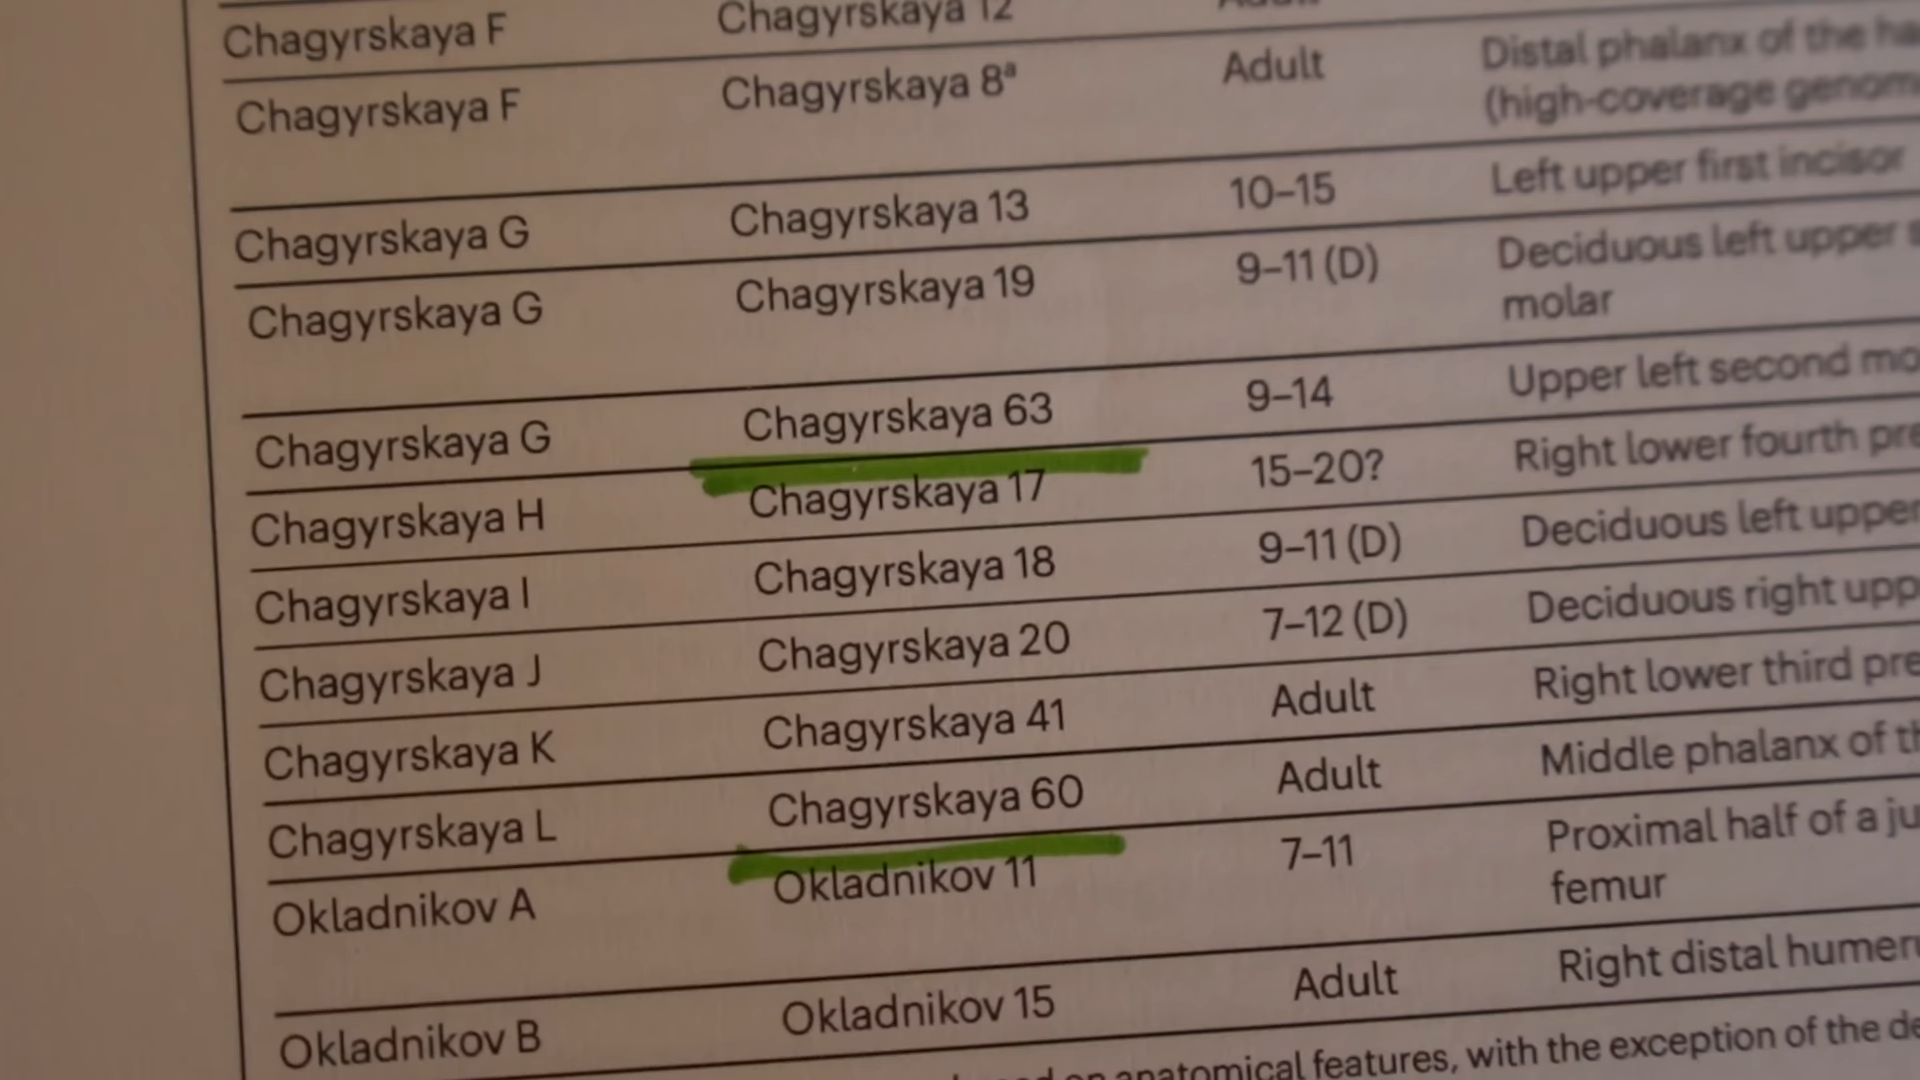 Chagyrskaya F Chagyrskaya 12
Chagyrskaya F Chagyrskaya 8ª Adult Distal phalanx of the
(high-coverage
Chagyrskaya G Chagyrskaya 13 10–15 Left upper first incisor
Chagyrskaya G Chagyrskaya 19 9–11 (D) Deciduous left upper
molar
Chagyrskaya G Chagyrskaya 63 9–14 Upper left second
Chagyrskaya H Chagyrskaya 17 15–20? Right lower fourth
Chagyrskaya I Chagyrskaya 18 9–11 (D) Deciduous left upper
Chagyrskaya J Chagyrskaya 20 7–12 (D) Deciduous right
Chagyrskaya K Chagyrskaya 41 Adult Right lower third
Chagyrskaya L Chagyrskaya 60 Adult Middle phalanx of
Okladnikov A Okladnikov 11 7–11 Proximal half of a
femur
Okladnikov B Okladnikov 15 Adult Right distal
anatomical features, with the exception of the